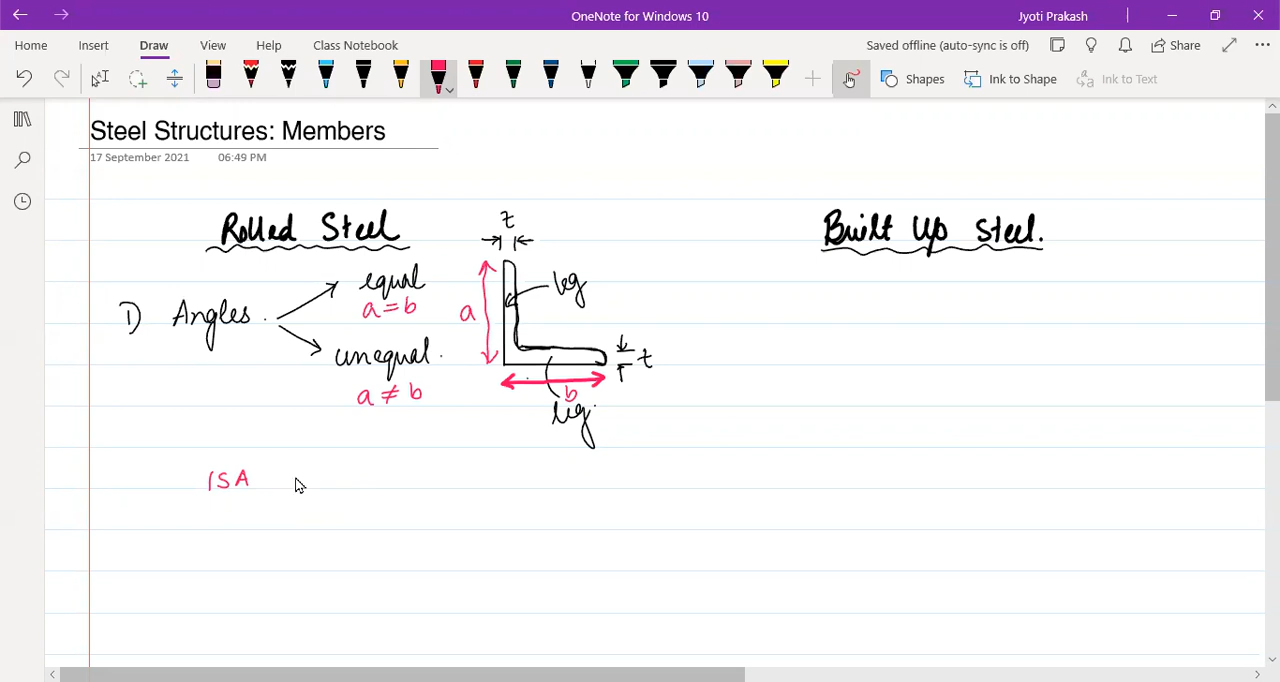 OneNote for Windows 10
Jyoti Prakash
Home Insert Draw View Help Class Notebook
Saved offline (auto-sync is off)
Share
Shapes
Ink to Shape
Ink to Text
Steel Structures: Members
17 September 2021 06:49 PM
Rolled Steel
Built Up Steel.
t
1) Angles.
equal
a = b
unequal.
a ≠ b
a
leg
t
b
leg
ISA